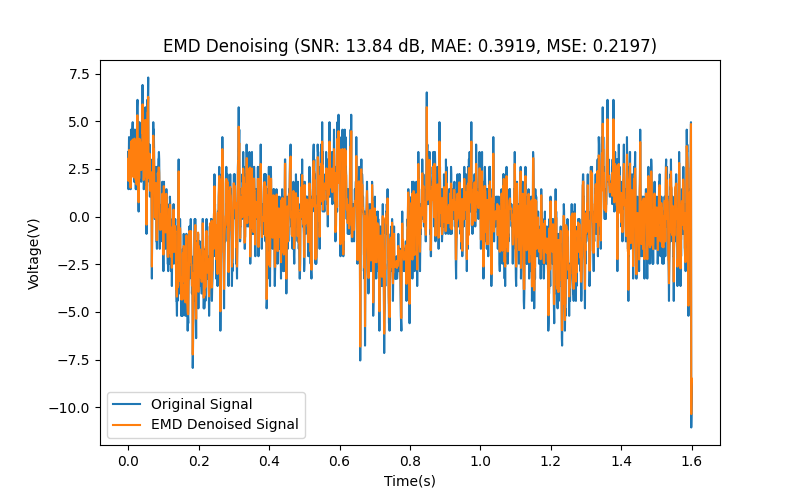 EMD Denoising (SNR: 13.84 dB, MAE: 0.3919, MSE: 0.2197)
7.5
5.0
2.5
0.0
−2.5
−5.0
−7.5
−10.0
Voltage(V)
Original Signal
EMD Denoised Signal
0.0 0.2 0.4 0.6 0.8 1.0 1.2 1.4 1.6
Time(s)